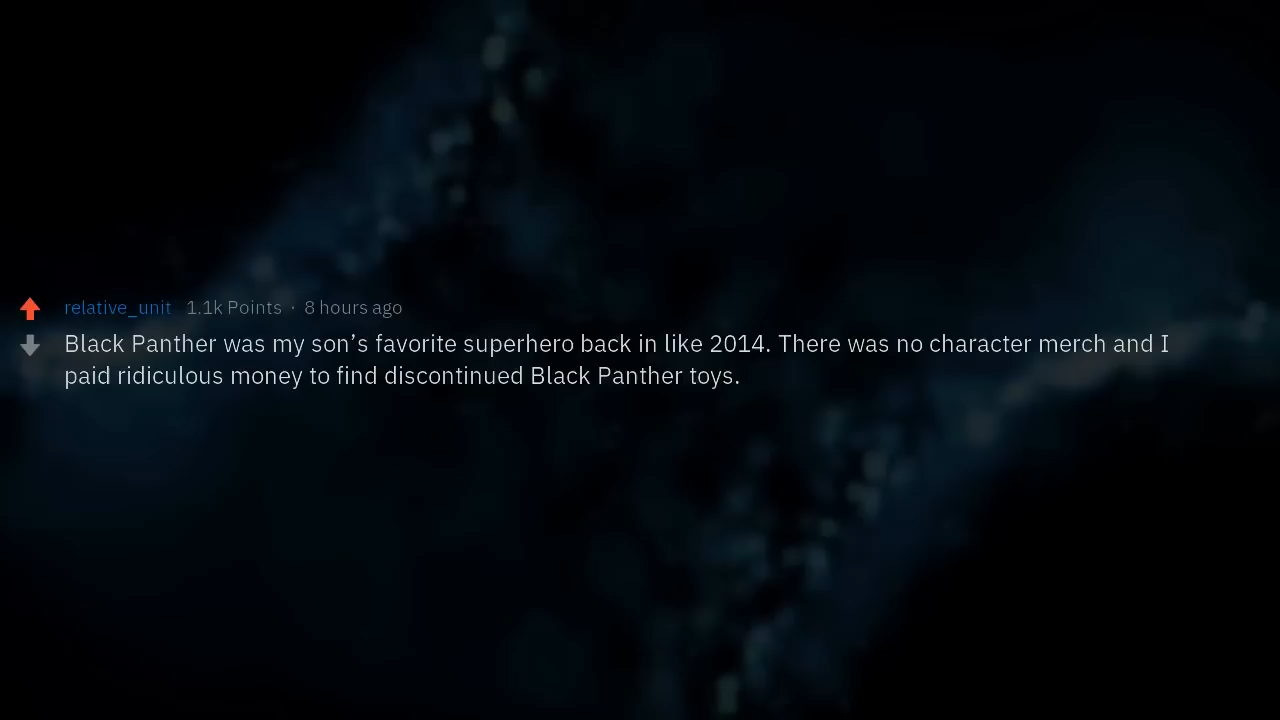 relative_unit 1.1k Points · 8 hours ago
Black Panther was my son’s favorite superhero back in like 2014. There was no character merch and I
paid ridiculous money to find discontinued Black Panther toys.